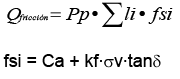 Qfricción= Pp•∑ li • fsi
fsi = Ca + kf·σv·tanδ